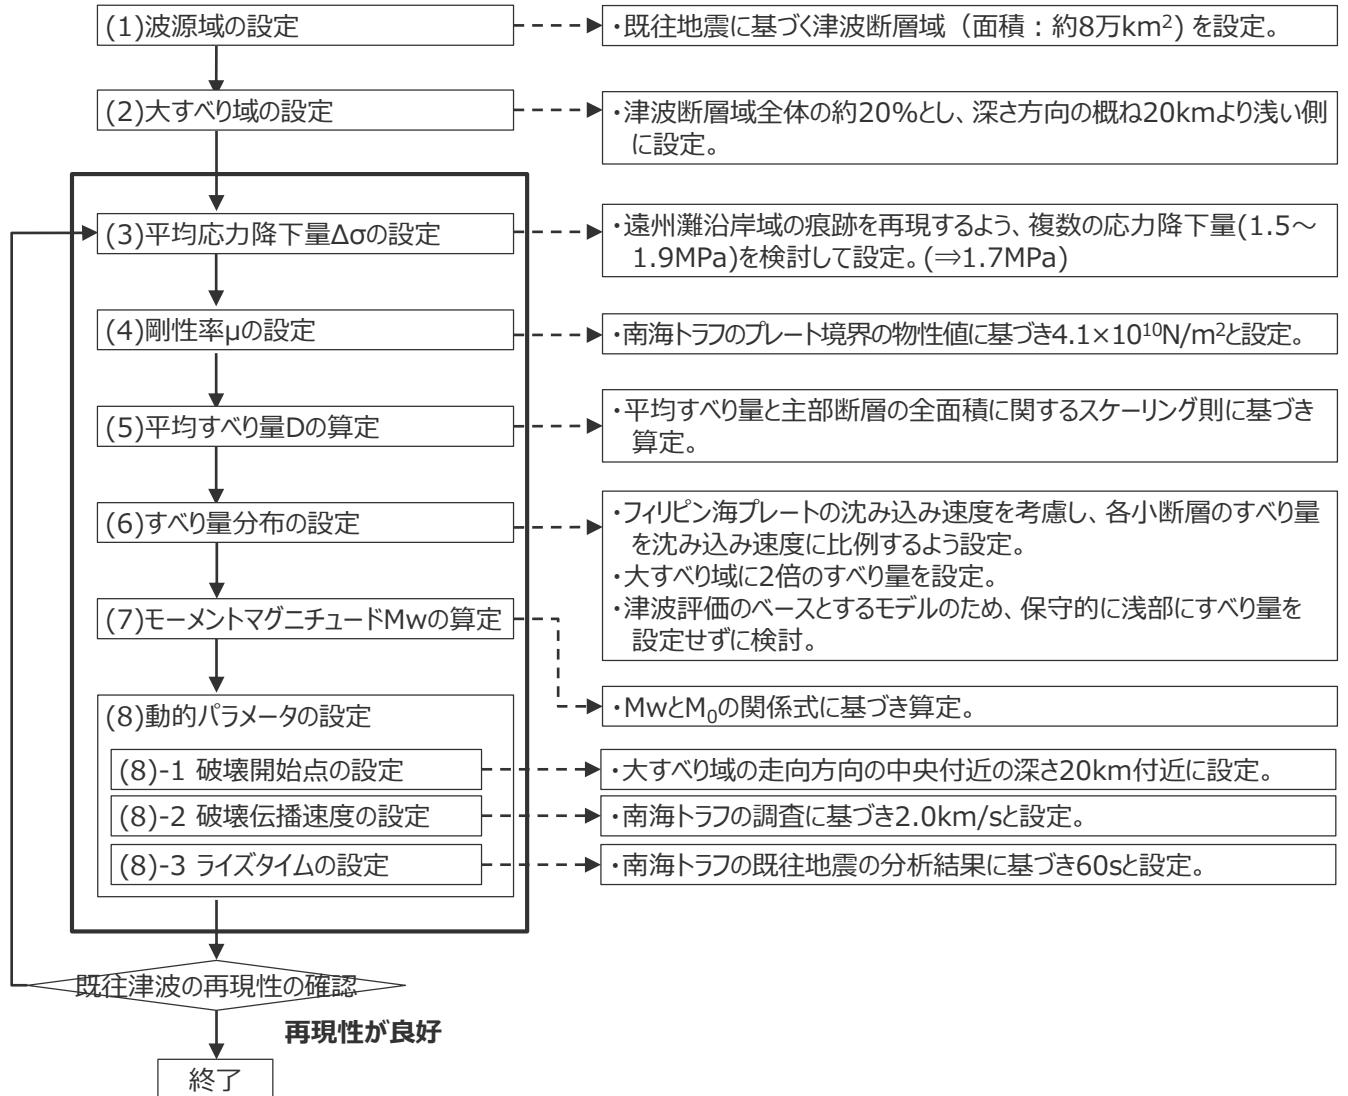 (1)波源域の設定
・既往地震に基づく津波断層域（面積：約8万km²) を設定。
(2)大すべり域の設定
・津波断層域全体の約20%とし、深さ方向の概ね20kmより浅い側
に設定。
(3)平均応力降下量Δσの設定
・遠州灘沿岸域の痕跡を再現するよう、複数の応力降下量(1.5～
1.9MPa)を検討して設定。(⇒1.7MPa)
(4)剛性率μの設定
・南海トラフのプレート境界の物性値に基づき4.1×10¹⁰N/m²と設定。
(5)平均すべり量Dの算定
・平均すべり量と主部断層の全面積に関するスケーリング則に基づき
算定。
(6)すべり量分布の設定
・フィリピン海プレートの沈み込み速度を考慮し、各小断層のすべり量
を沈み込み速度に比例するよう設定。
・大すべり域に2倍のすべり量を設定。
・津波評価のベースとするモデルのため、保守的に浅部にすべり量を
設定せずに検討。
(7)モーメントマグニチュードMwの算定
・MwとM₀の関係式に基づき算定。
(8)動的パラメータの設定
(8)-1 破壊開始点の設定
・大すべり域の走向方向の中央付近の深さ20km付近に設定。
(8)-2 破壊伝播速度の設定
・南海トラフの調査に基づき2.0km/sと設定。
(8)-3 ライズタイムの設定
・南海トラフの既往地震の分析結果に基づき60sと設定。
既往津波の再現性の確認
再現性が良好
終了